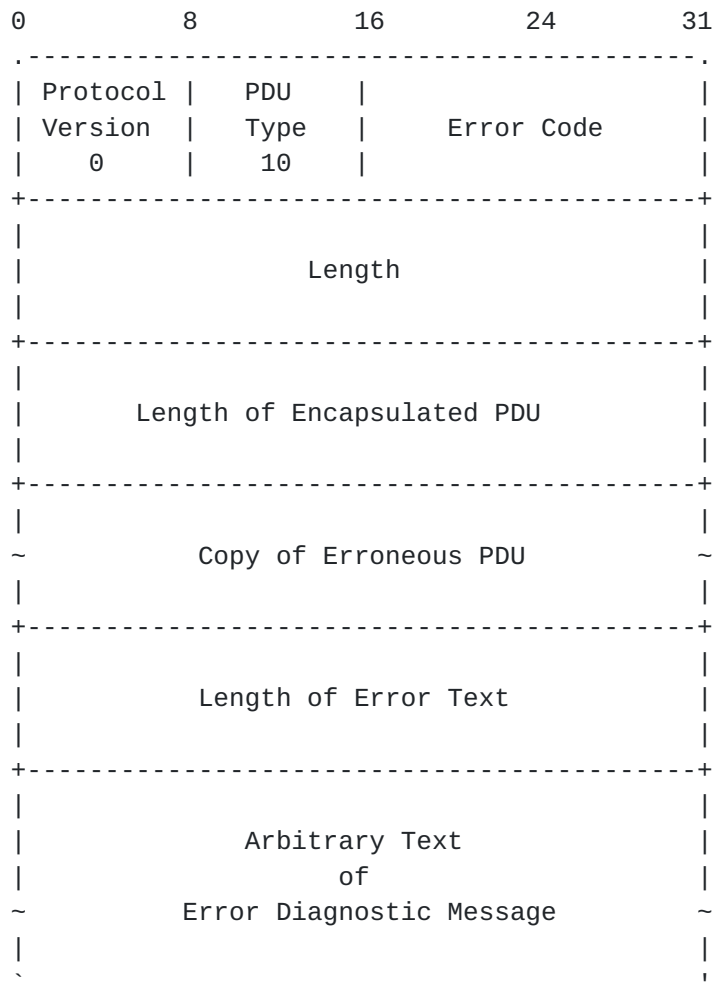 0          8          16         24        31
.-------------------------------------------.
| Protocol |   PDU    |                     |
| Version  |   Type   |     Error Code      |
|    0     |    10    |                     |
+-------------------------------------------+
|                                           |
|                  Length                   |
|                                           |
+-------------------------------------------+
|                                           |
|       Length of Encapsulated PDU          |
|                                           |
+-------------------------------------------+
|                                           |
~           Copy of Erroneous PDU           ~
|                                           |
+-------------------------------------------+
|                                           |
|           Length of Error Text            |
|                                           |
+-------------------------------------------+
|                                           |
|              Arbitrary Text               |
|                    of                     |
~          Error Diagnostic Message         ~
|                                           |
`                                           '